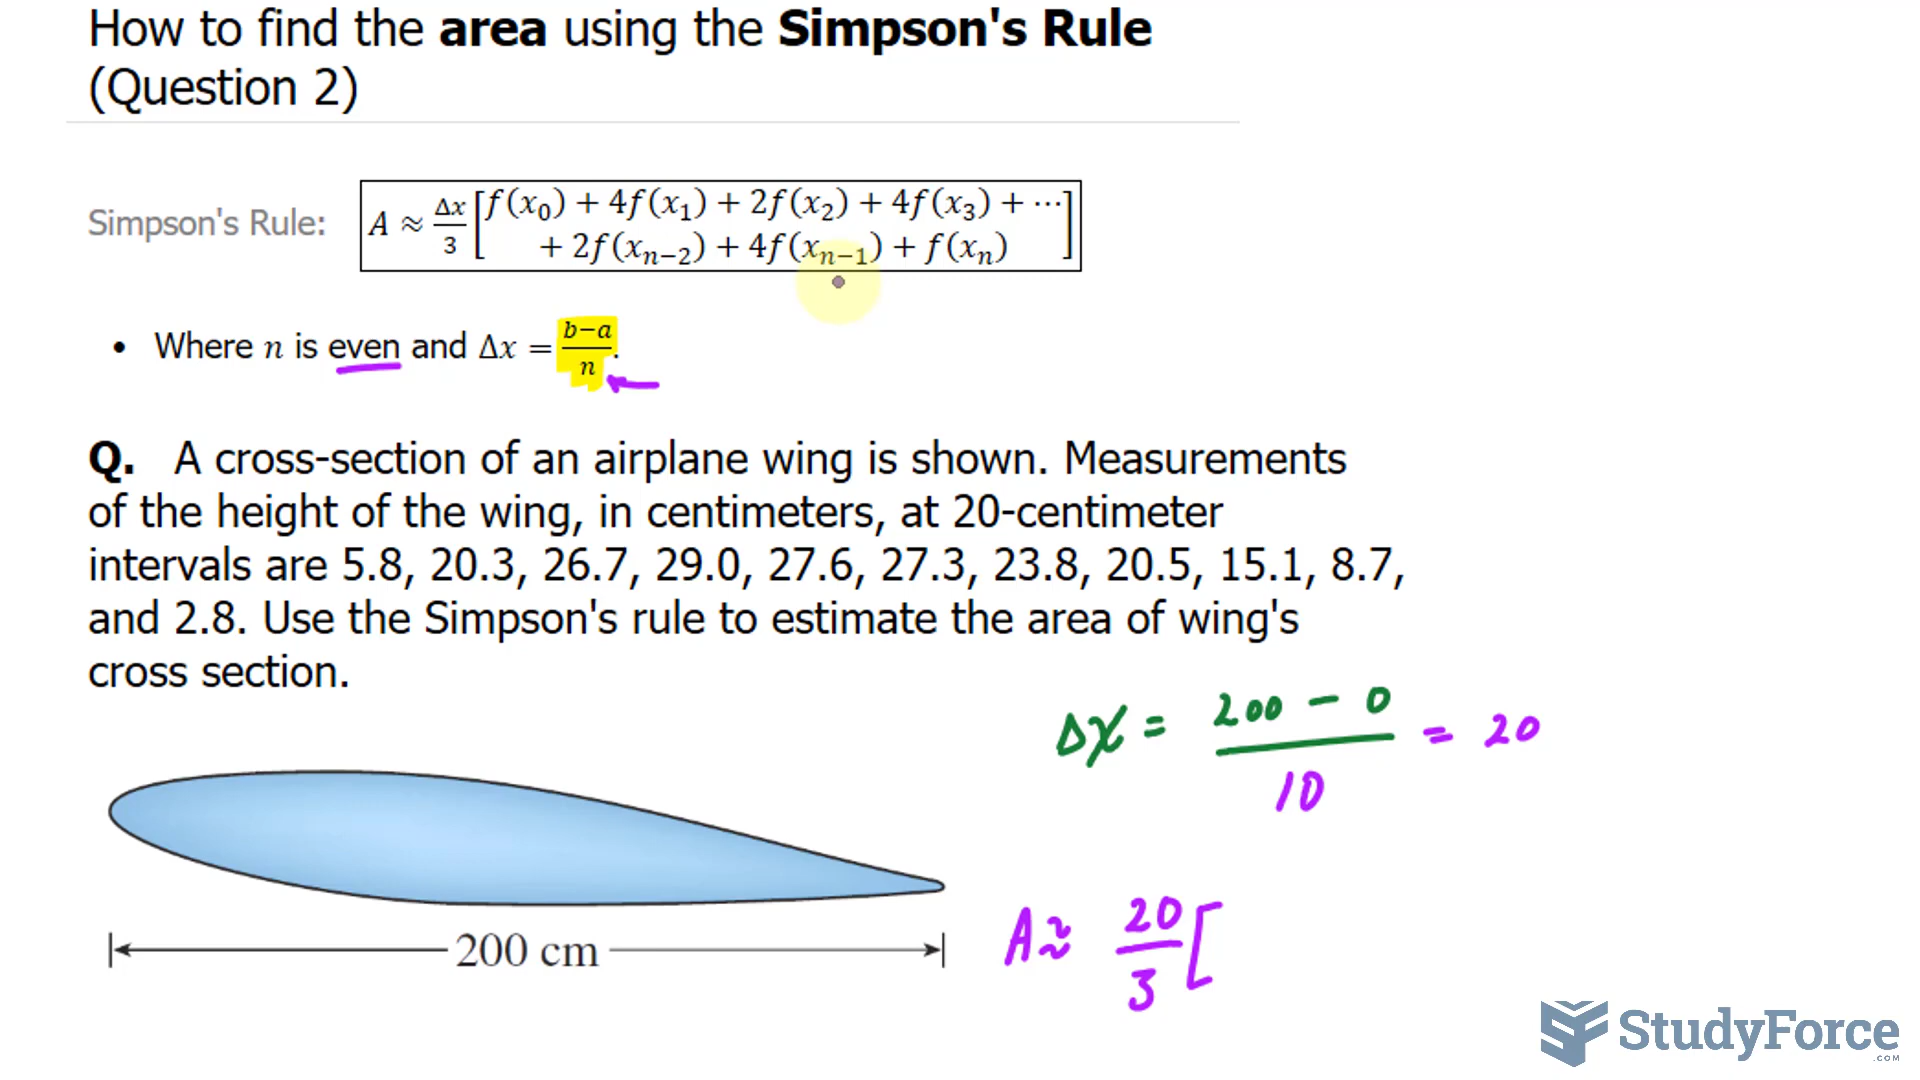 How to find the area using the Simpson's Rule
(Question 2)
Simpson's Rule: A ≈ Δx/3 [f(x₀) + 4f(x₁) + 2f(x₂) + 4f(x₃) + ⋯
+ 2f(xₙ₋₂) + 4f(xₙ₋₁) + f(xₙ)]
• Where n is even and Δx = b−a/n.
Q. A cross-section of an airplane wing is shown. Measurements
of the height of the wing, in centimeters, at 20-centimeter
intervals are 5.8, 20.3, 26.7, 29.0, 27.6, 27.3, 23.8, 20.5, 15.1, 8.7,
and 2.8. Use the Simpson's rule to estimate the area of wing's
cross section.
Δx = 200 − 0/10 = 20
200 cm
A ≈ 20/3 [
StudyForce
.COM